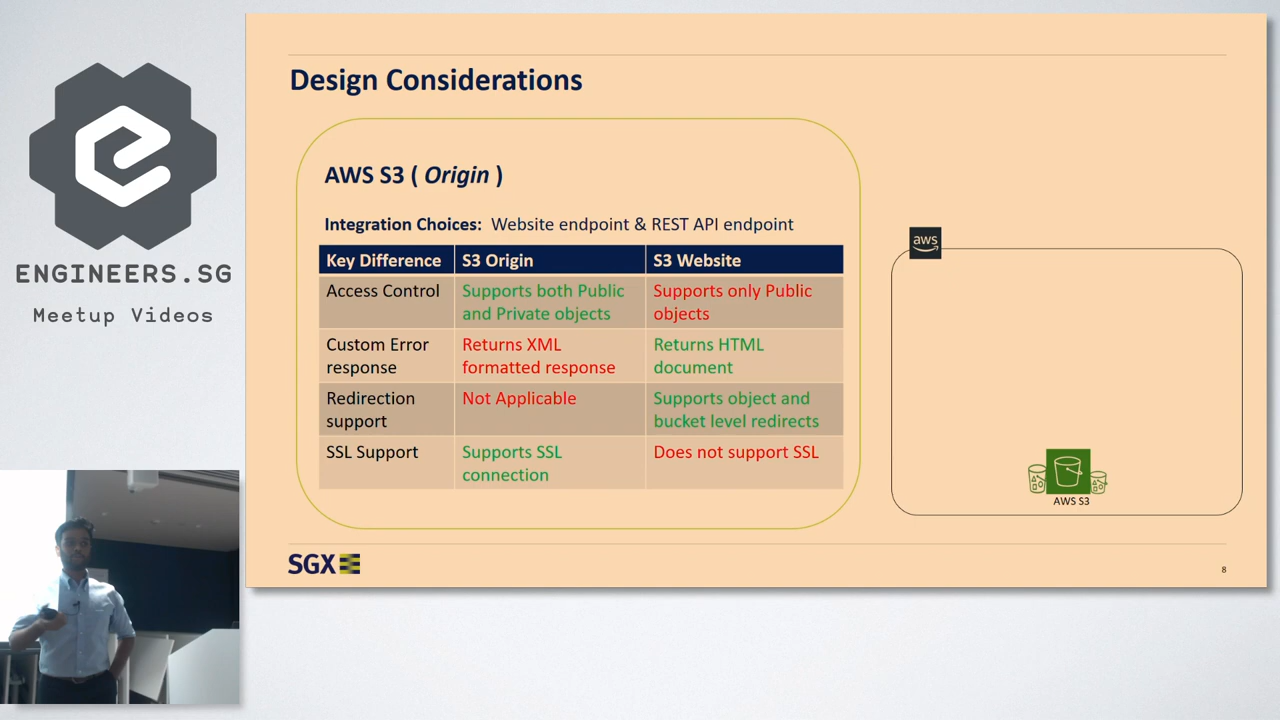 ENGINEERS.SG
Meetup Videos
Design Considerations
AWS S3 ( Origin )
Integration Choices: Website endpoint & REST API endpoint
Key Difference S3 Origin S3 Website
Access Control Supports both Public and Private objects Supports only Public objects
Custom Error response Returns XML formatted response Returns HTML document
Redirection support Not Applicable Supports object and bucket level redirects
SSL Support Supports SSL connection Does not support SSL
aws
AWS S3
SGX
8